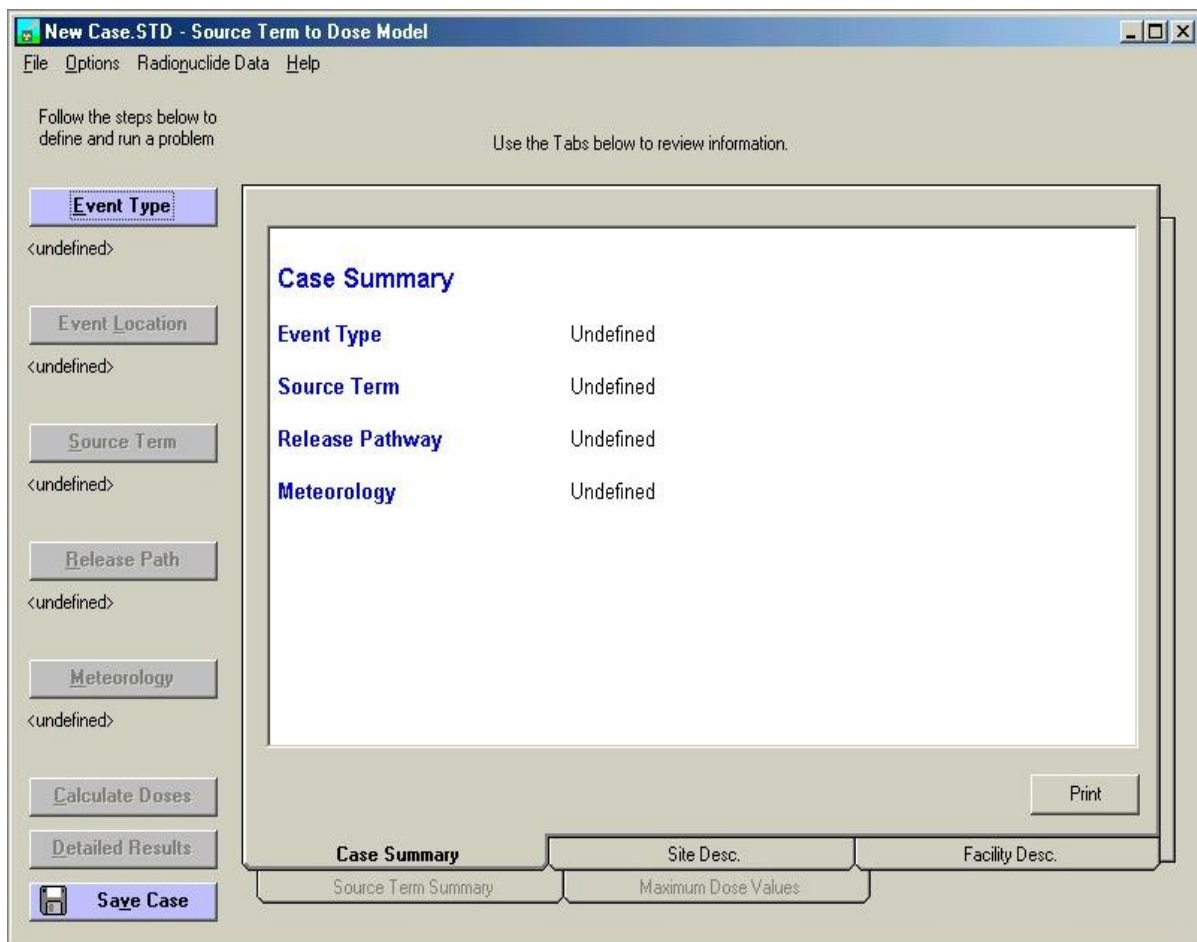 New Case.STD - Source Term to Dose Model
File Options Radionuclide Data Help
Follow the steps below to
define and run a problem
Use the Tabs below to review information.
Event Type
<undefined>
Event Location
<undefined>
Source Term
<undefined>
Release Path
<undefined>
Meteorology
<undefined>
Calculate Doses
Detailed Results
Save Case
Case Summary
Event Type Undefined
Source Term Undefined
Release Pathway Undefined
Meteorology Undefined
Print
Case Summary Site Desc. Facility Desc.
Source Term Summary Maximum Dose Values